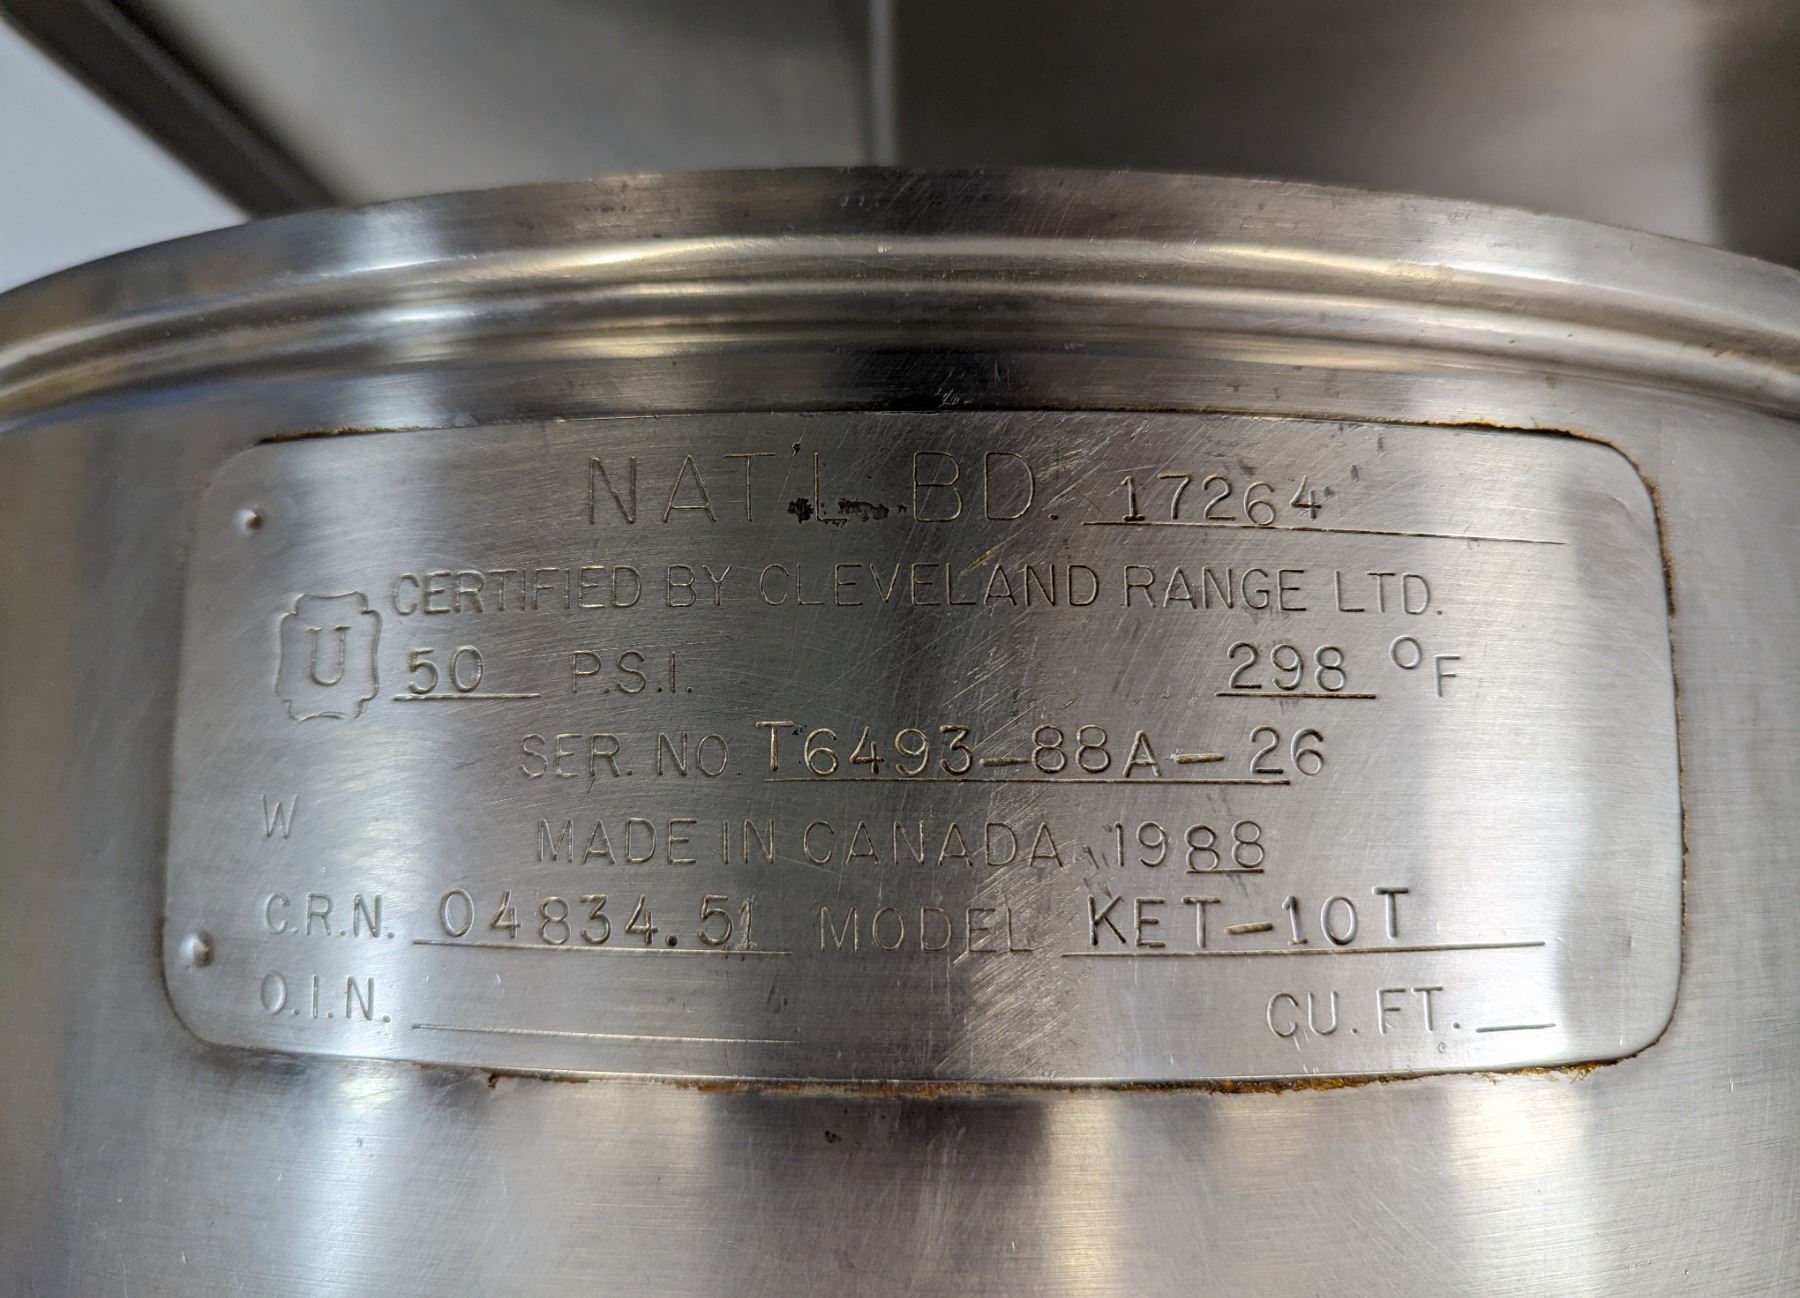 NAT'L. BD. 17264
CERTIFIED BY CLEVELAND RANGE LTD.
U
50 P.S.I. 298 °F
SER. NO. T6493-88A-26
W
MADE IN CANADA 1988
C.R.N. 04834.51 MODEL KET-10T
O.I.N. CU. FT.